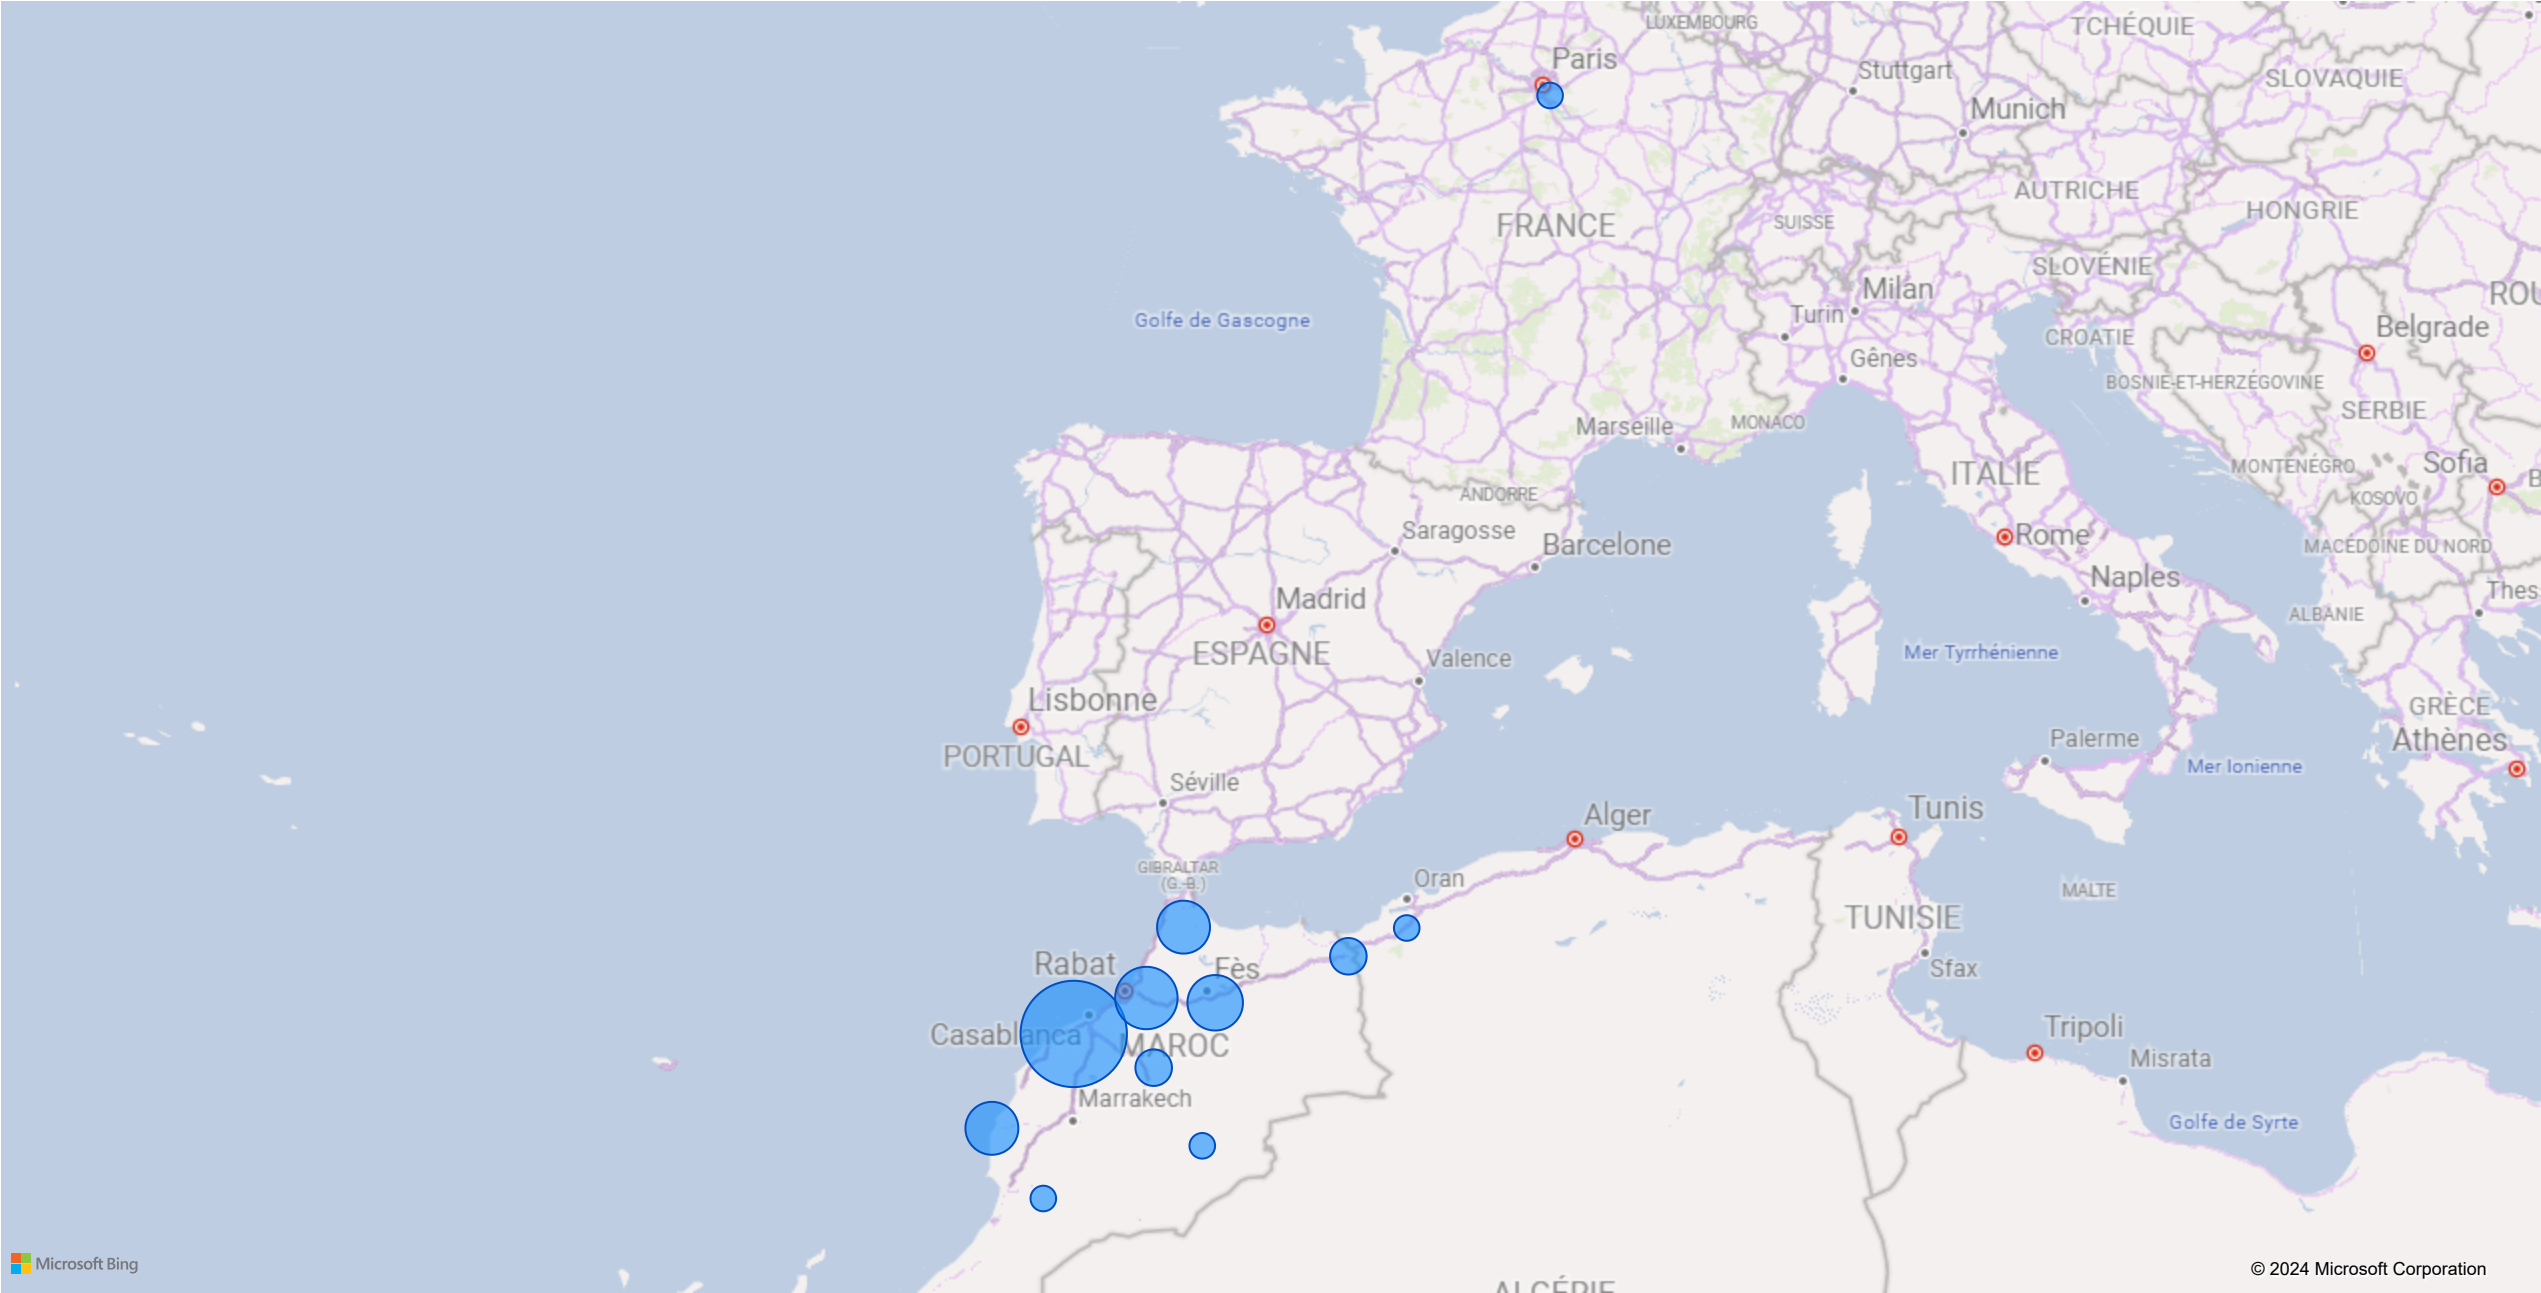 LUXEMBOURG
TCHÉQUIE
Paris
Stuttgart
SLOVAQUIE
Munich
AUTRICHE
HONGRIE
FRANCE
SUISSE
SLOVÉNIE
Milan
ROU
Turin
Golfe de Gascogne
Belgrade
CROATIE
Gênes
BOSNIE-ET-HERZÉGOVINE
SERBIE
Marseille
MONACO
MONTÉNÉGRO
Sofia
ITALIE
B
ANDORRE
KOSOVO
Saragosse
Barcelone
Rome
MACÉDOINE DU NORD
Naples
Thes
Madrid
ALBANIE
ESPAGNE
Valence
Mer Tyrrhénienne
Lisbonne
GRÈCE
Palerme
Athènes
PORTUGAL
Mer Ionienne
Séville
Tunis
Alger
GIBRALTAR
(G.-B.)
Oran
MALTE
TUNISIE
Rabat
Fès
Sfax
Tripoli
Casablanca
MAROC
Misrata
Marrakech
Golfe de Syrte
Microsoft Bing
© 2024 Microsoft Corporation
ALGÉRIE